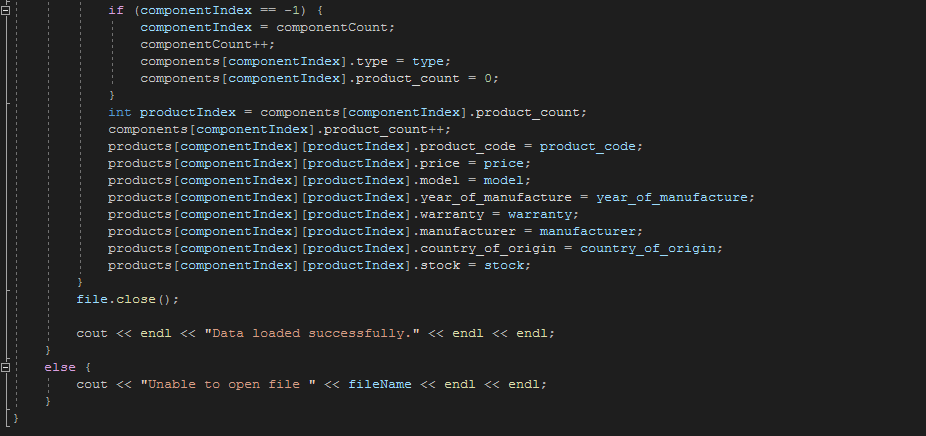 if (componentIndex == -1) {
componentIndex = componentCount;
componentCount++;
components[componentIndex].type = type;
components[componentIndex].product_count = 0;
}
int productIndex = components[componentIndex].product_count;
components[componentIndex].product_count++;
products[componentIndex][productIndex].product_code = product_code;
products[componentIndex][productIndex].price = price;
products[componentIndex][productIndex].model = model;
products[componentIndex][productIndex].year_of_manufacture = year_of_manufacture;
products[componentIndex][productIndex].warranty = warranty;
products[componentIndex][productIndex].manufacturer = manufacturer;
products[componentIndex][productIndex].country_of_origin = country_of_origin;
products[componentIndex][productIndex].stock = stock;
}
file.close();
cout << endl << "Data loaded successfully." << endl << endl;
}
else {
cout << "Unable to open file " << fileName << endl << endl;
}
}